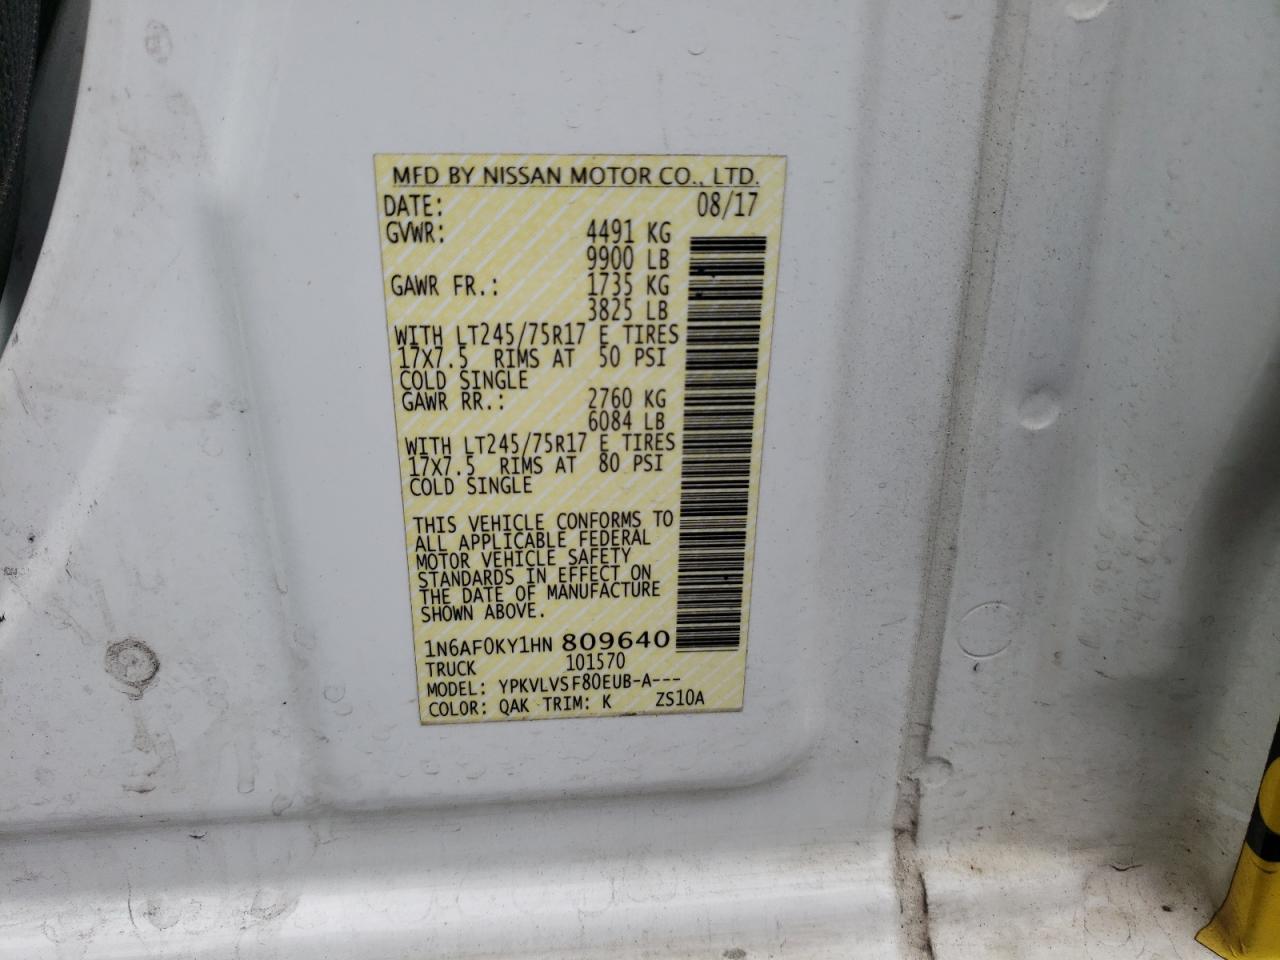 MFD BY NISSAN MOTOR CO., LTD.
DATE: 08/17
GVWR: 4491 KG
9900 LB
GAWR FR.: 1735 KG
3825 LB
WITH LT245/75R17 E TIRES
17X7.5 RIMS AT 50 PSI
COLD SINGLE
GAWR RR.: 2760 KG
6084 LB
WITH LT245/75R17 E TIRES
17X7.5 RIMS AT 80 PSI
COLD SINGLE
THIS VEHICLE CONFORMS TO
ALL APPLICABLE FEDERAL
MOTOR VEHICLE SAFETY
STANDARDS IN EFFECT ON
THE DATE OF MANUFACTURE
SHOWN ABOVE.
1N6AF0KY1HN 809640
TRUCK 101570
MODEL: YPKVLVSF80EUB-A---
COLOR: QAK TRIM: K ZS10A